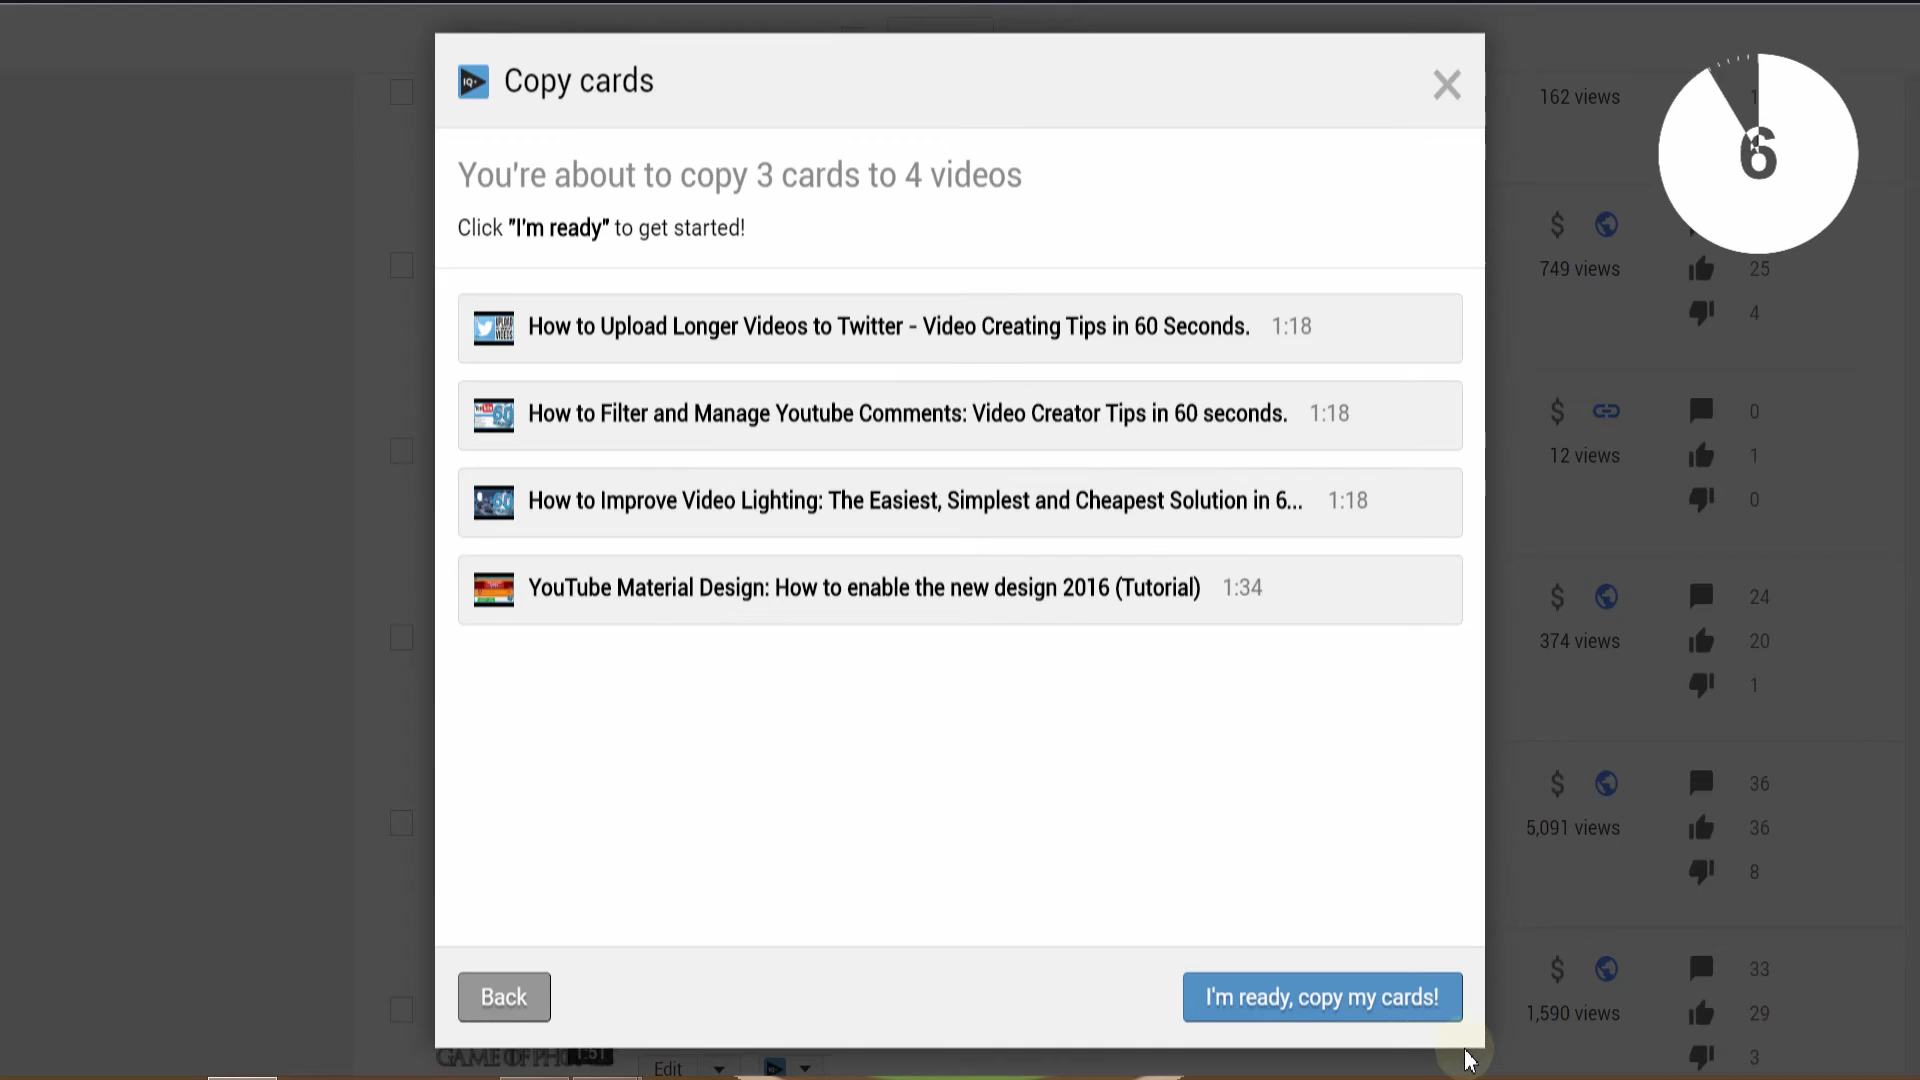 IQ+ Copy cards
You're about to copy 3 cards to 4 videos
Click "I'm ready" to get started!
How to Upload Longer Videos to Twitter - Video Creating Tips in 60 Seconds. 1:18
How to Filter and Manage Youtube Comments: Video Creator Tips in 60 seconds. 1:18
How to Improve Video Lighting: The Easiest, Simplest and Cheapest Solution in 6... 1:18
YouTube Material Design: How to enable the new design 2016 (Tutorial) 1:34
Back
I'm ready, copy my cards!
6
162 views
$
749 views 25
4
$ 0
12 views 1
0
$ 24
374 views 20
1
$ 36
5,091 views 36
8
$ 33
1,590 views 29
3
1:51
Edit